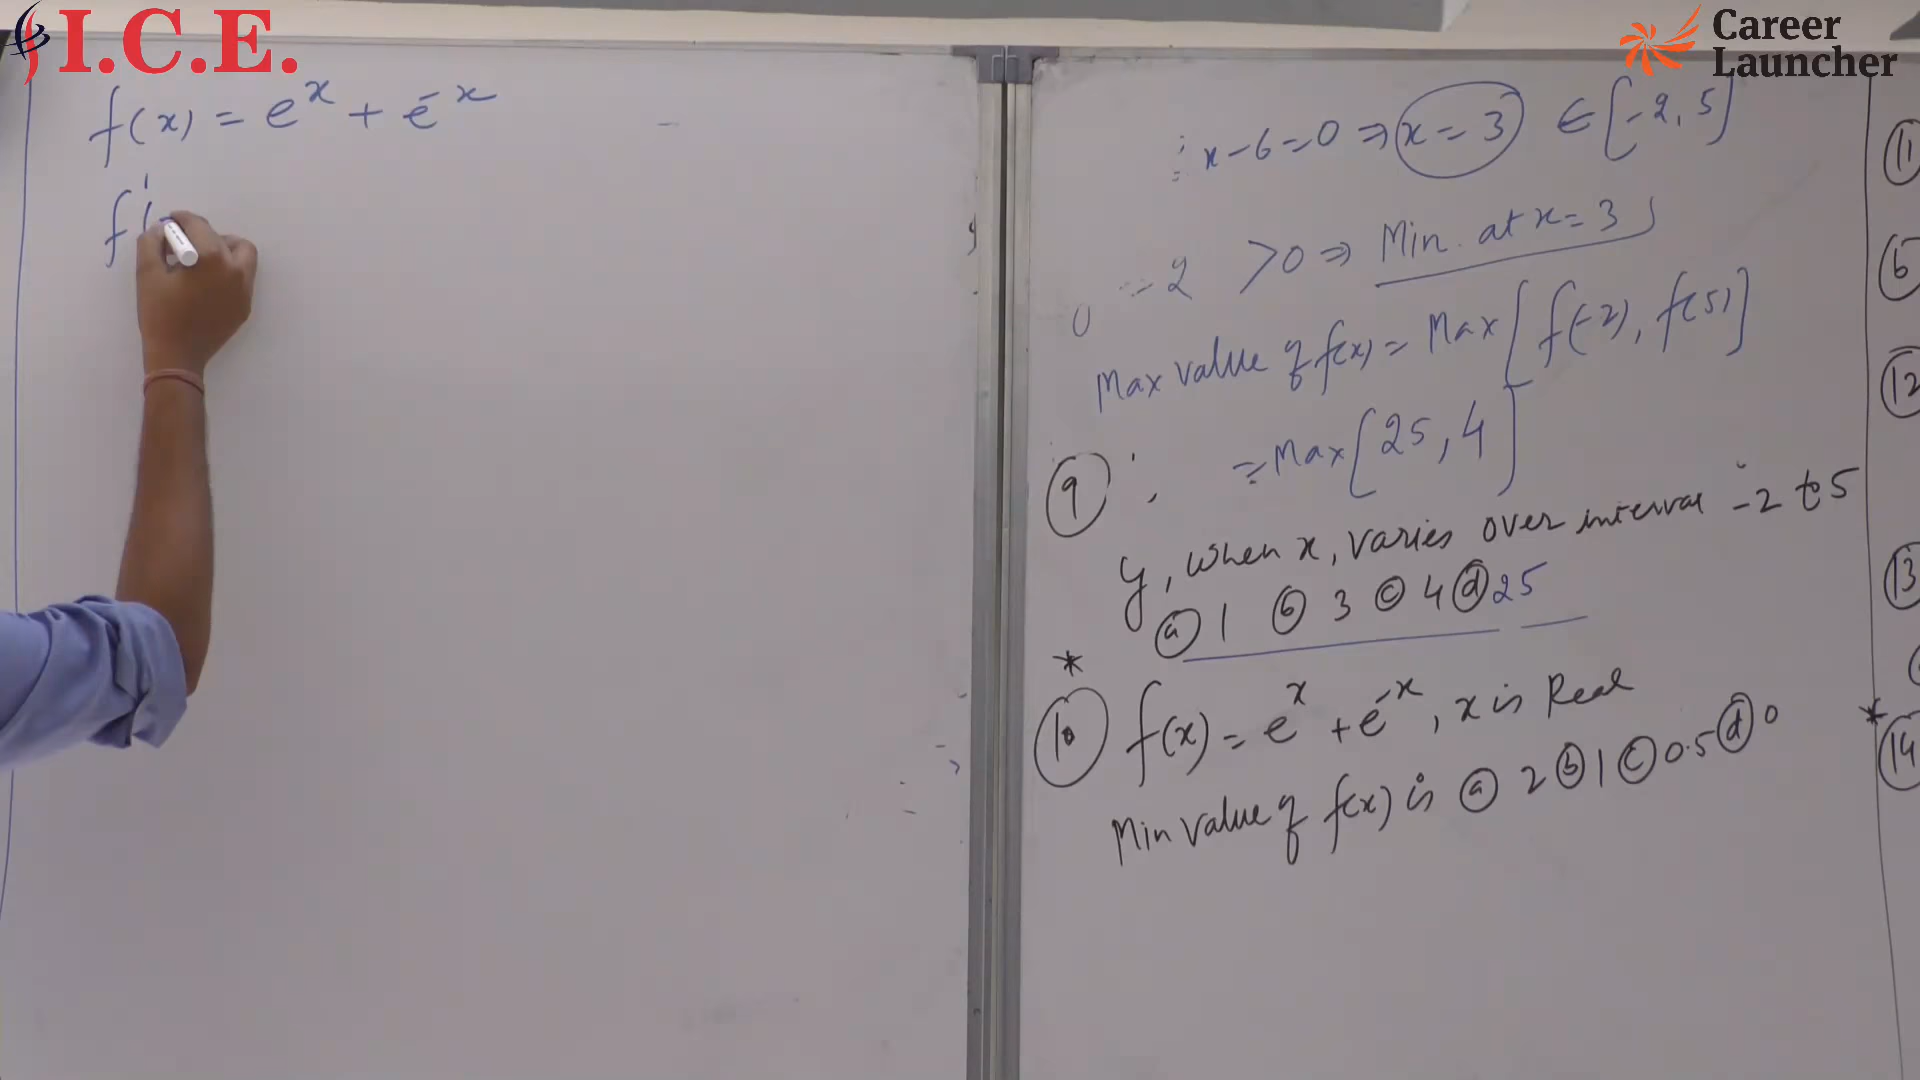 I.C.E.
Career
Launcher
f(x) = e^x + e^-x
f'(
x-6=0 ⇒ x=3 ∈ [-2, 5]
= 2 >0 ⇒ Min. at x=3
Max value of f(x) = Max [f(-2), f(5)]
= Max [25, 4]
9
y, when x, varies over interval -2 to 5
(a) 1 (b) 3 (c) 4 (d) 25
*
10 f(x) = e^x + e^-x, x is Real
Min value of f(x) is (a) 2 (b) 1 (c) 0.5 (d) 0
11
12
13
*
14